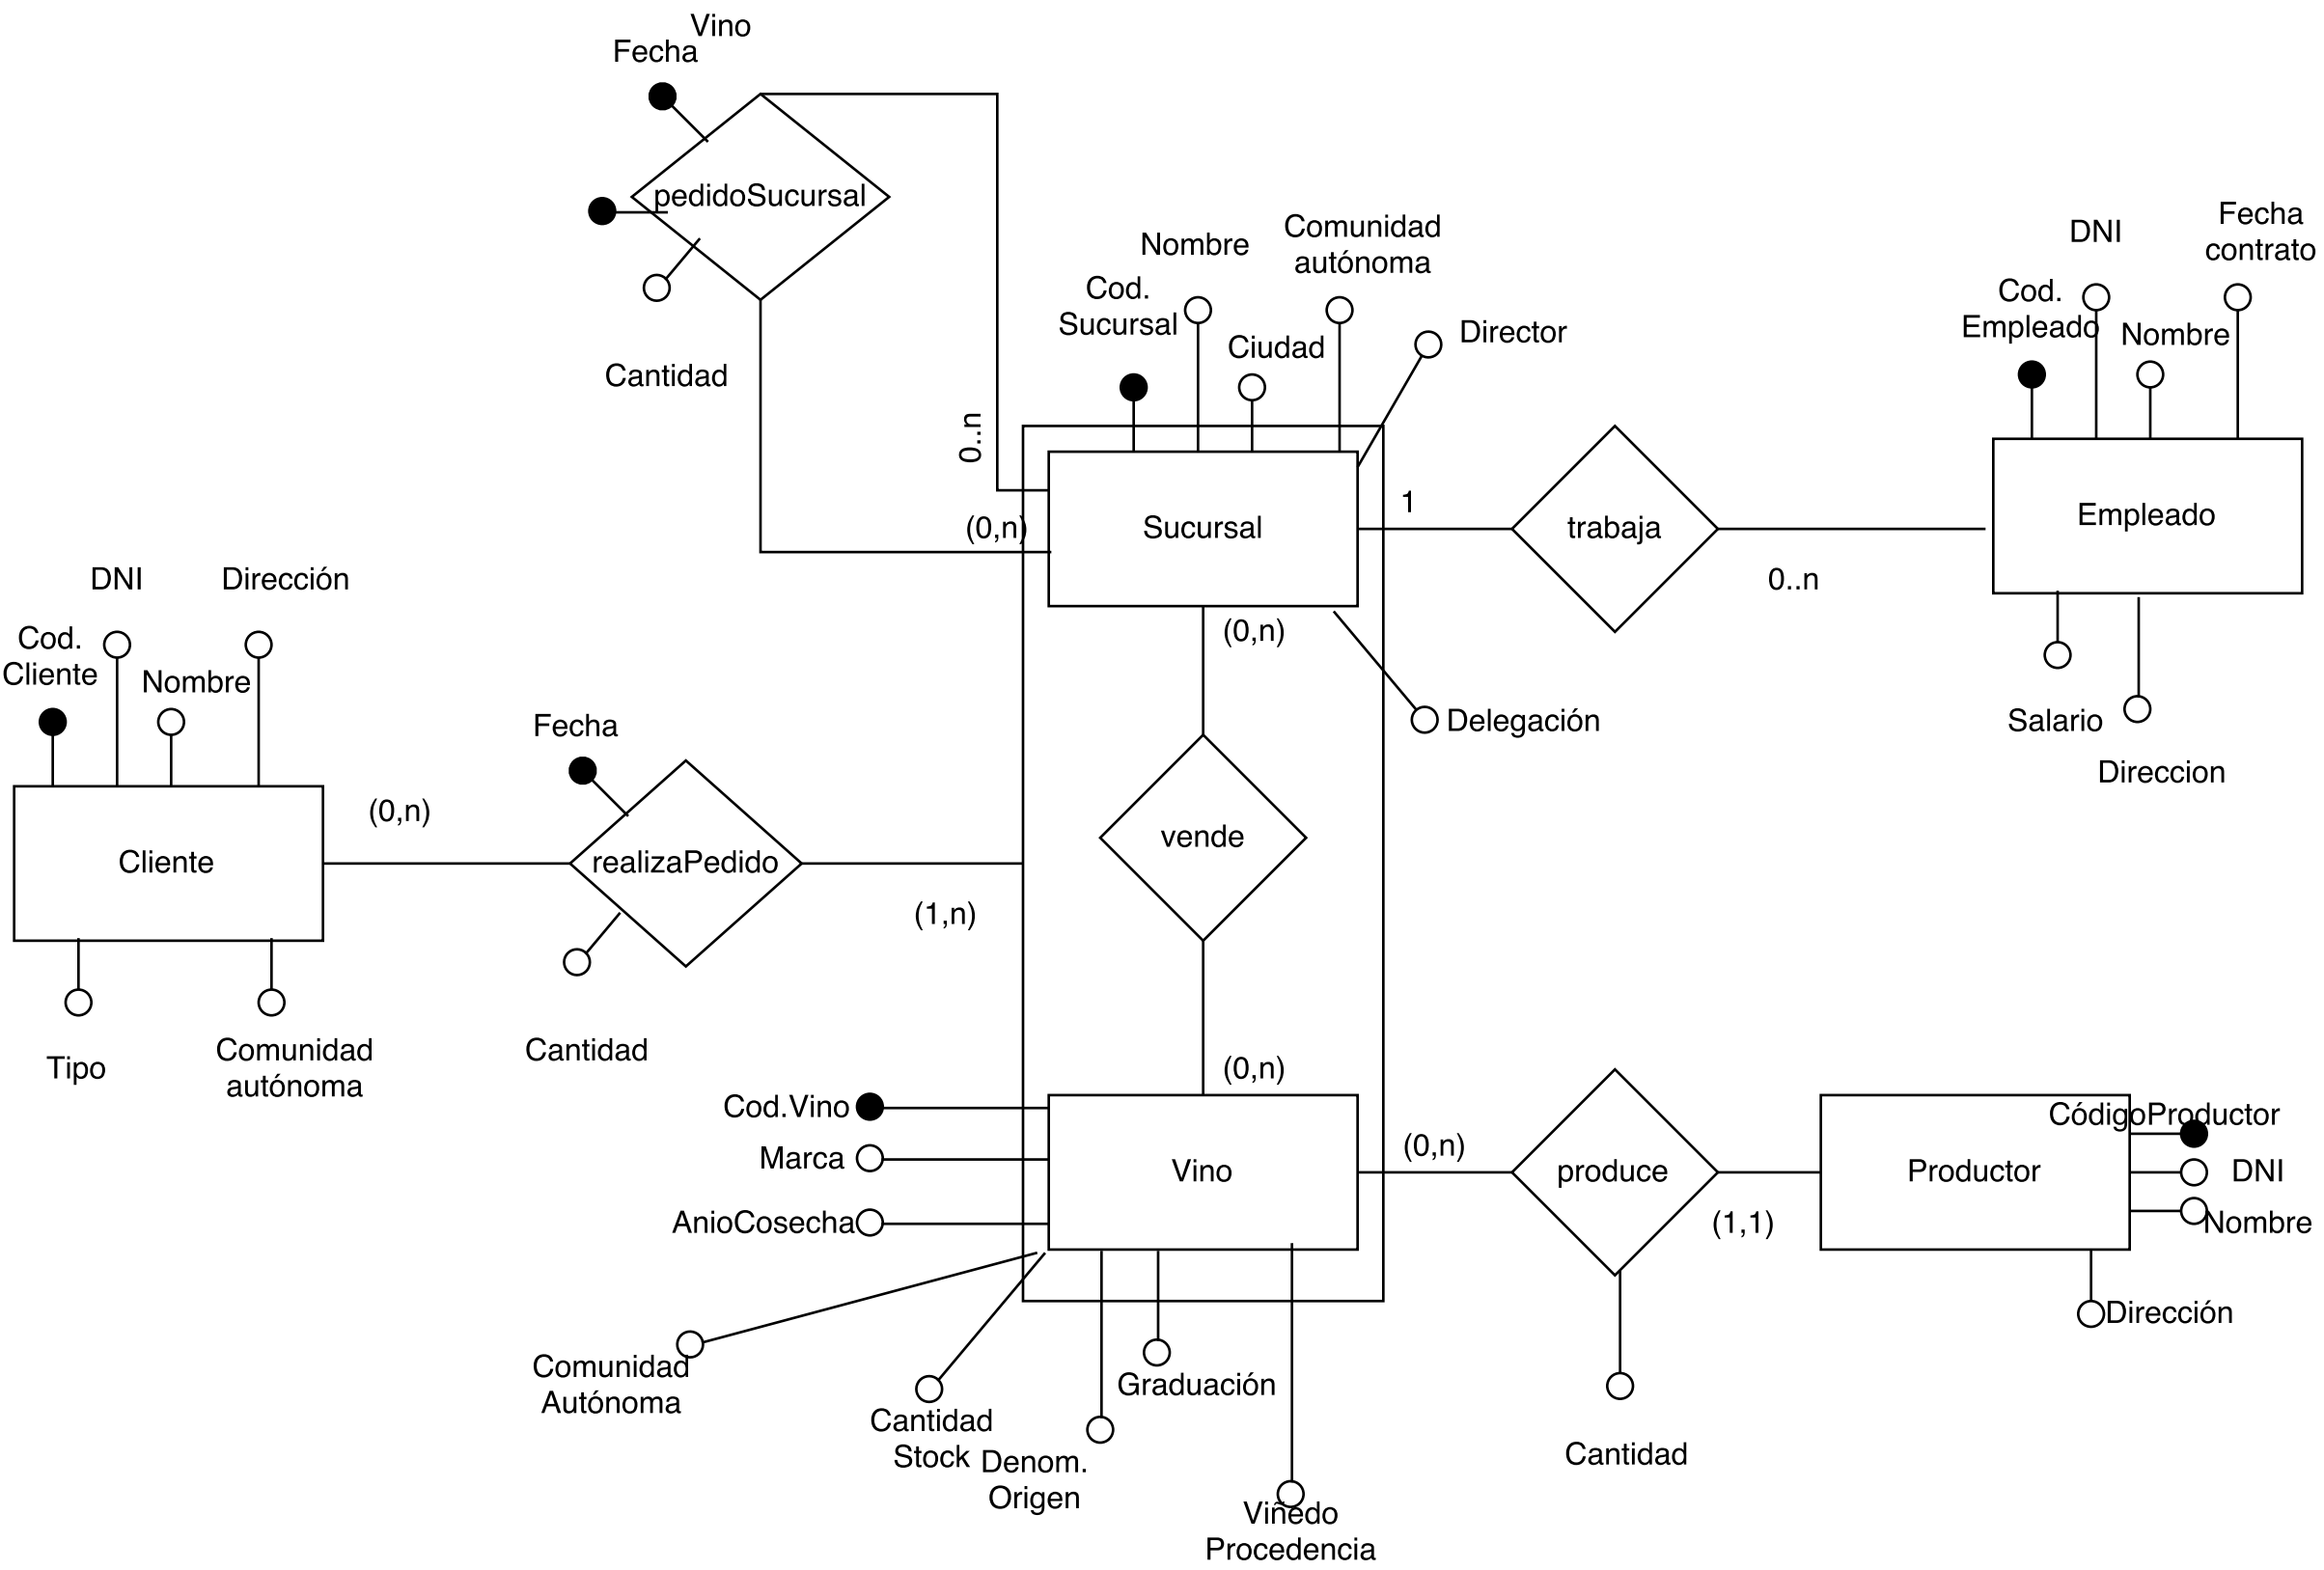 Vino
Fecha
pedidoSucursal
Cantidad
0..n
(0,n)
Nombre
Comunidad
autónoma
Cod.
Sucursal
Ciudad
Director
Sucursal
1
trabaja
0..n
DNI
Fecha
contrato
Cod.
Empleado
Nombre
Empleado
Salario
Direccion
(0,n)
Delegación
DNI
Dirección
Cod.
Cliente
Nombre
Cliente
(0,n)
Tipo
Comunidad
autónoma
Fecha
realizaPedido
(1,n)
Cantidad
vende
(0,n)
Cod.Vino
Marca
AnioCosecha
Vino
(0,n)
produce
(1,1)
Productor
CódigoProductor
DNI
Nombre
Dirección
Comunidad
Autónoma
Cantidad
Stock
Denom.
Origen
Graduación
Viñedo
Procedencia
Cantidad